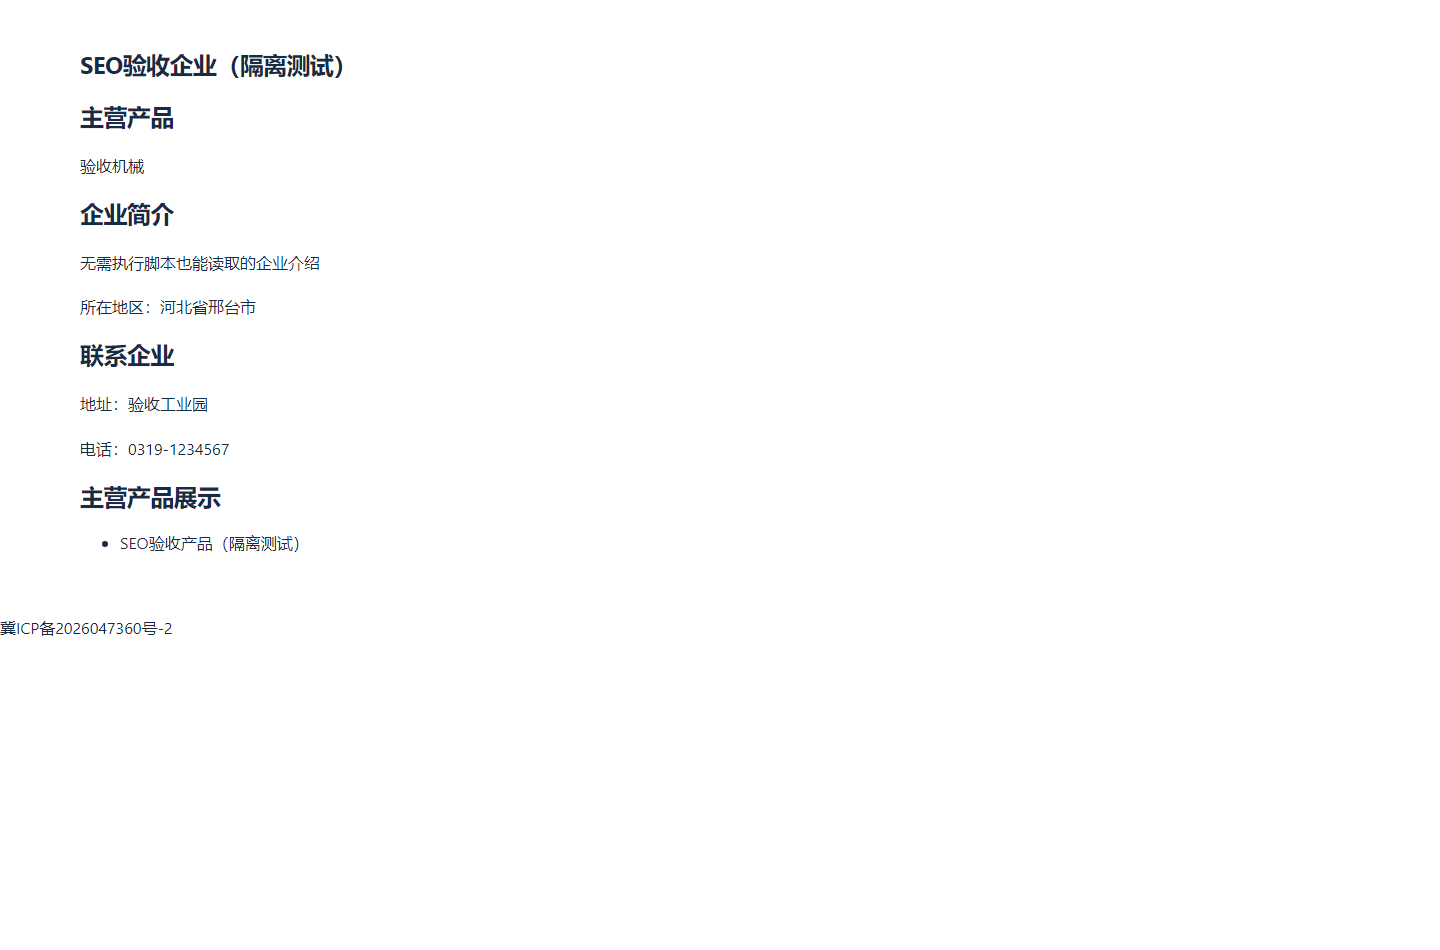 SEO验收企业（隔离测试）
主营产品
验收机械
企业简介
无需执行脚本也能读取的企业介绍
所在地区：河北省邢台市
联系企业
地址：验收工业园
电话：0319-1234567
主营产品展示
SEO验收产品（隔离测试）
冀ICP备2026047360号-2